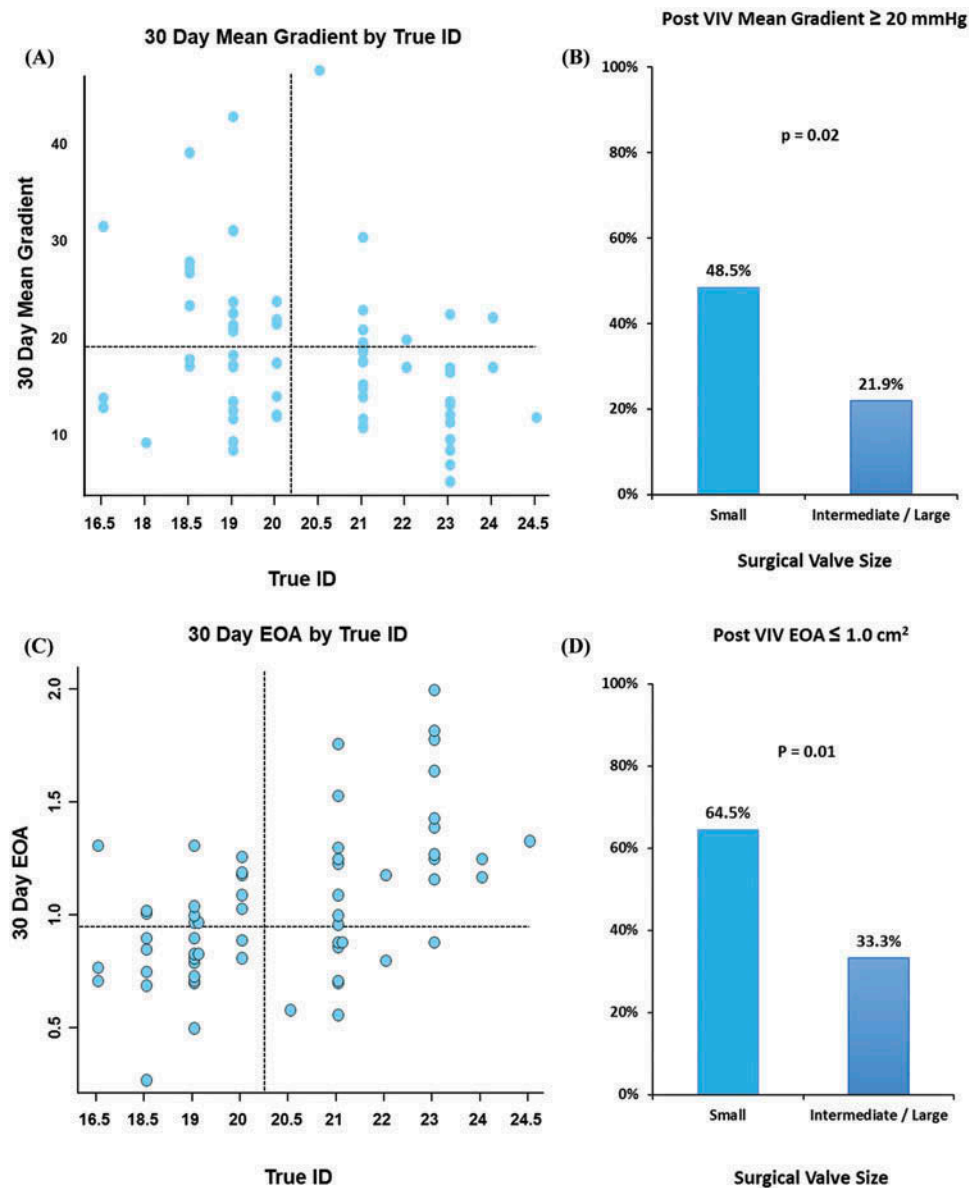 (A)
30 Day Mean Gradient by True ID
30 Day Mean Gradient
40
30
20
10
16.5 18 18.5 19 20 20.5 21 22 23 24 24.5
True ID
(B)
Post VIV Mean Gradient ≥ 20 mmHg
100%
80%
60%
40%
20%
0%
p = 0.02
48.5%
21.9%
Small Intermediate / Large
Surgical Valve Size
(C)
30 Day EOA by True ID
30 Day EOA
2.0
1.5
1.0
0.5
16.5 18.5 19 20 20.5 21 22 23 24 24.5
True ID
(D)
Post VIV EOA ≤ 1.0 cm²
100%
80%
60%
40%
20%
0%
P = 0.01
64.5%
33.3%
Small Intermediate / Large
Surgical Valve Size